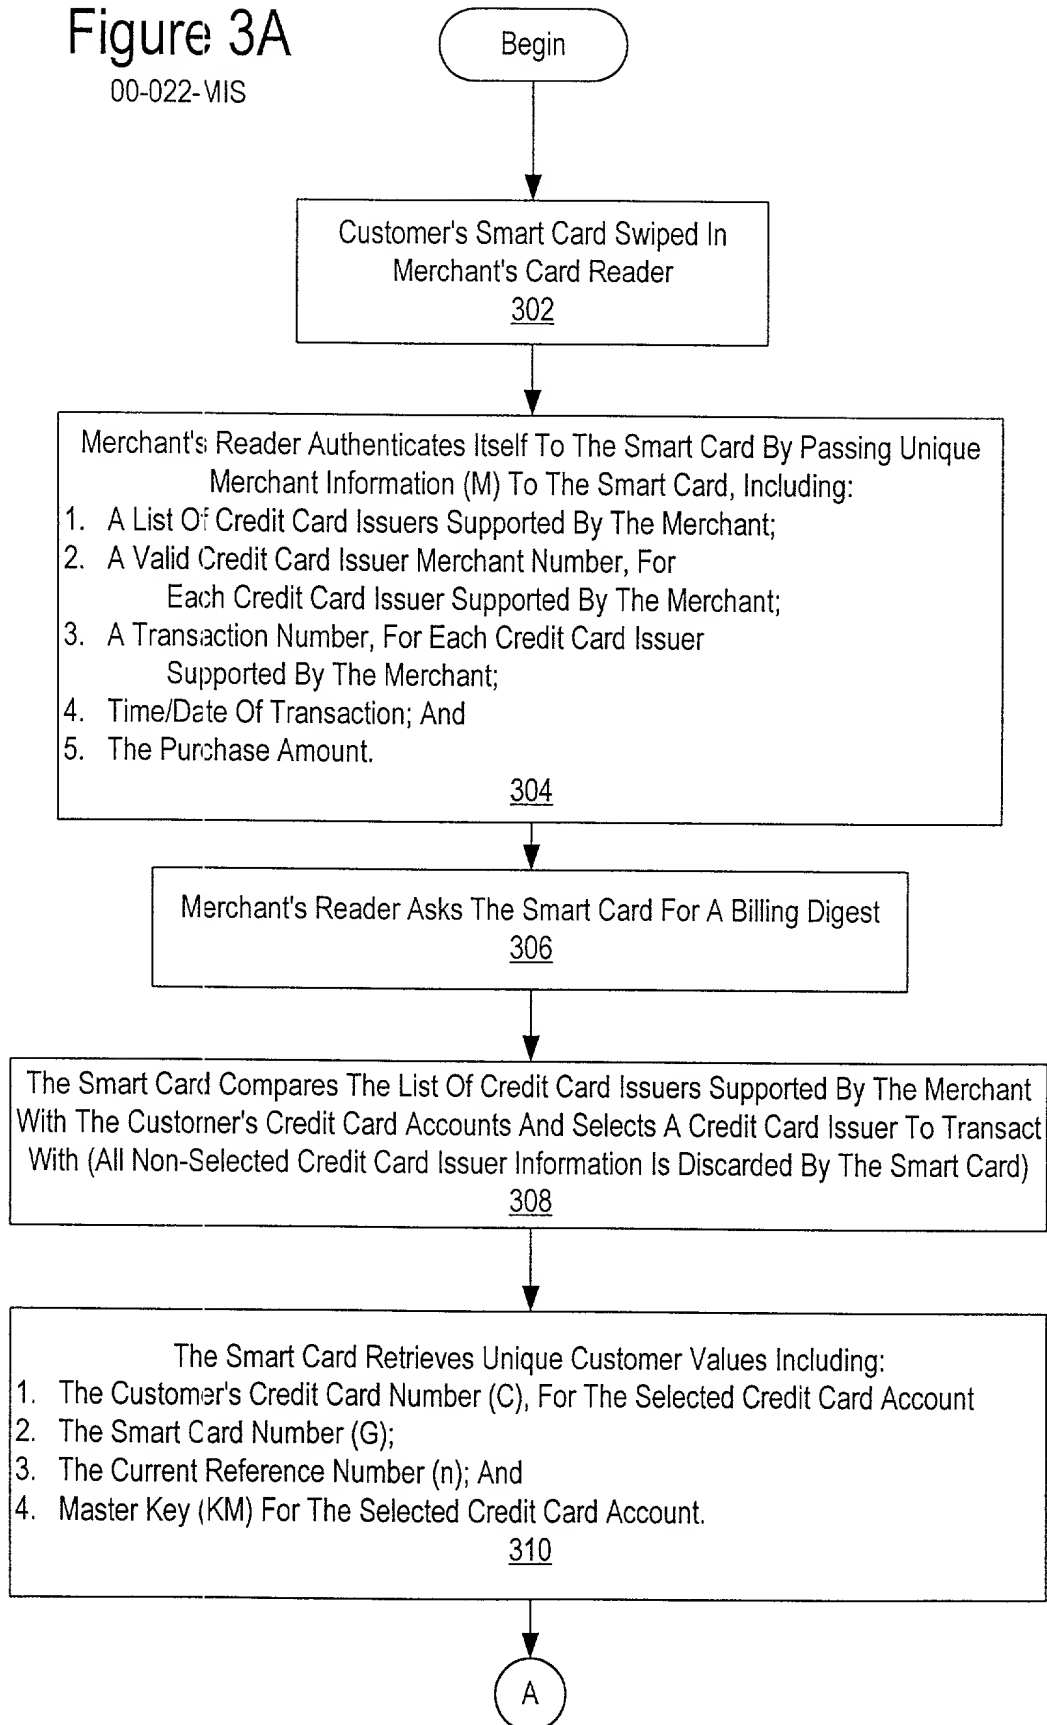 Figure 3A
00-022-MIS
Begin
Customer's Smart Card Swiped In
Merchant's Card Reader
302
Merchant's Reader Authenticates Itself To The Smart Card By Passing Unique
Merchant Information (M) To The Smart Card, Including:
1. A List Of Credit Card Issuers Supported By The Merchant;
2. A Valid Credit Card Issuer Merchant Number, For
Each Credit Card Issuer Supported By The Merchant;
3. A Transaction Number, For Each Credit Card Issuer
Supported By The Merchant;
4. Time/Date Of Transaction; And
5. The Purchase Amount.
304
Merchant's Reader Asks The Smart Card For A Billing Digest
306
The Smart Card Compares The List Of Credit Card Issuers Supported By The Merchant
With The Customer's Credit Card Accounts And Selects A Credit Card Issuer To Transact
With (All Non-Selected Credit Card Issuer Information Is Discarded By The Smart Card)
308
The Smart Card Retrieves Unique Customer Values Including:
1. The Customer's Credit Card Number (C), For The Selected Credit Card Account
2. The Smart Card Number (G);
3. The Current Reference Number (n); And
4. Master Key (KM) For The Selected Credit Card Account.
310
A